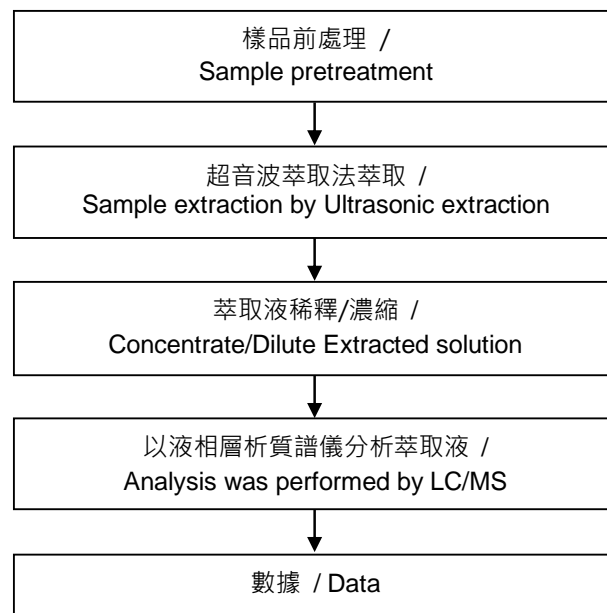 樣品前處理 /
Sample pretreatment
超音波萃取法萃取 /
Sample extraction by Ultrasonic extraction
萃取液稀釋/濃縮 /
Concentrate/Dilute Extracted solution
以液相層析質譜儀分析萃取液 /
Analysis was performed by LC/MS
數據 / Data